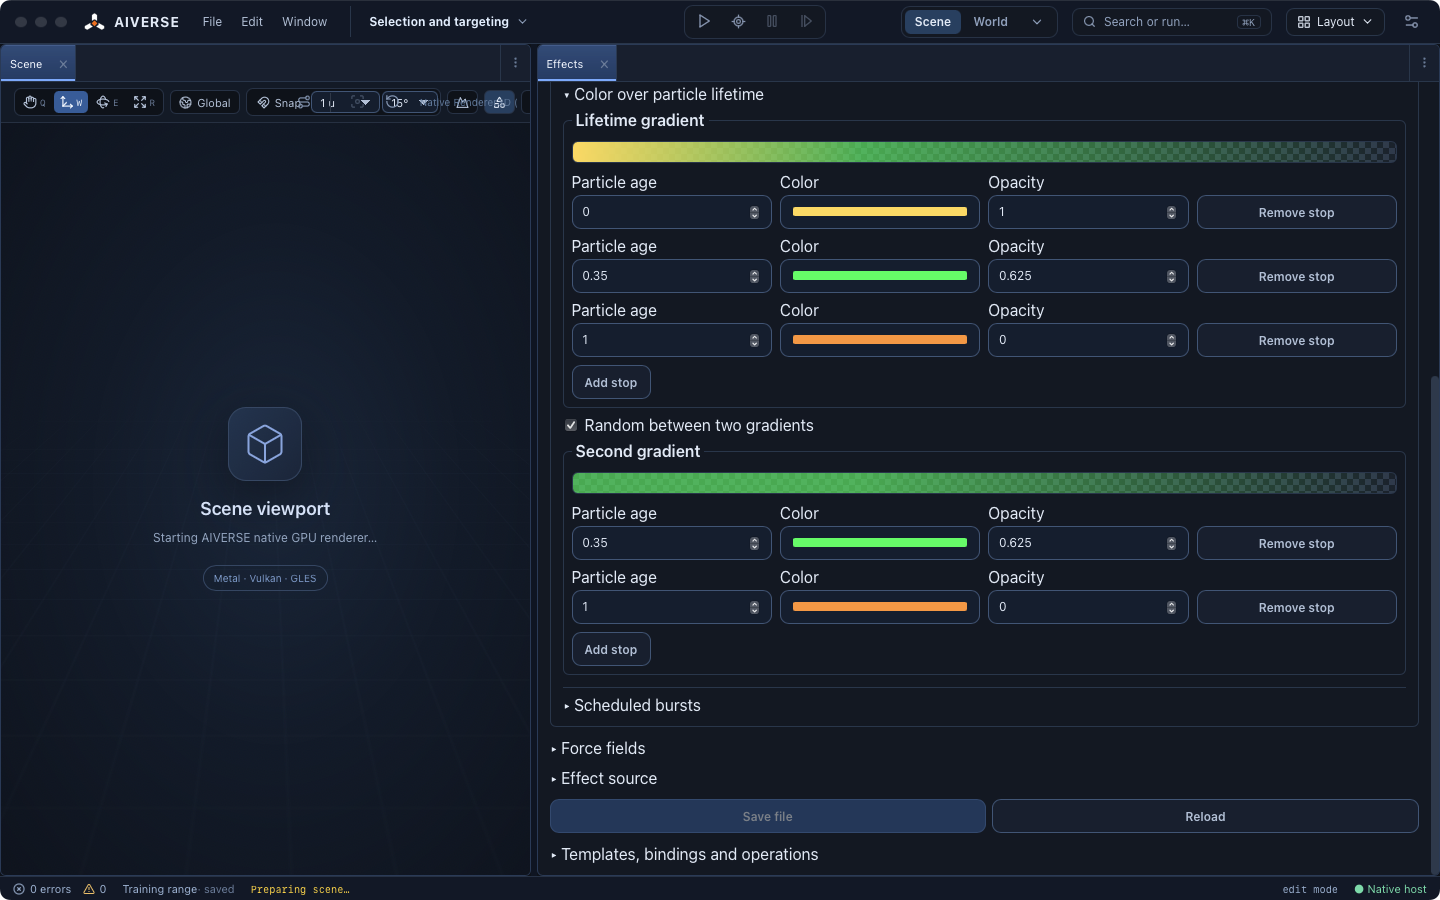 AIVERSE File Edit Window Selection and targeting Scene World Search or run... ⌘K Layout
Scene
Effects
Q W E R Global Snap 1 u 15°
Color over particle lifetime
Lifetime gradient
Particle age Color Opacity
0 1 Remove stop
Particle age Color Opacity
0.35 0.625 Remove stop
Particle age Color Opacity
1 0 Remove stop
Add stop
Random between two gradients
Second gradient
Particle age Color Opacity
0.35 0.625 Remove stop
Particle age Color Opacity
1 0 Remove stop
Add stop
Scheduled bursts
Force fields
Effect source
Save file Reload
Templates, bindings and operations
Scene viewport
Starting AIVERSE native GPU renderer...
Metal · Vulkan · GLES
0 errors 0 Training range · saved Preparing scene… edit mode Native host